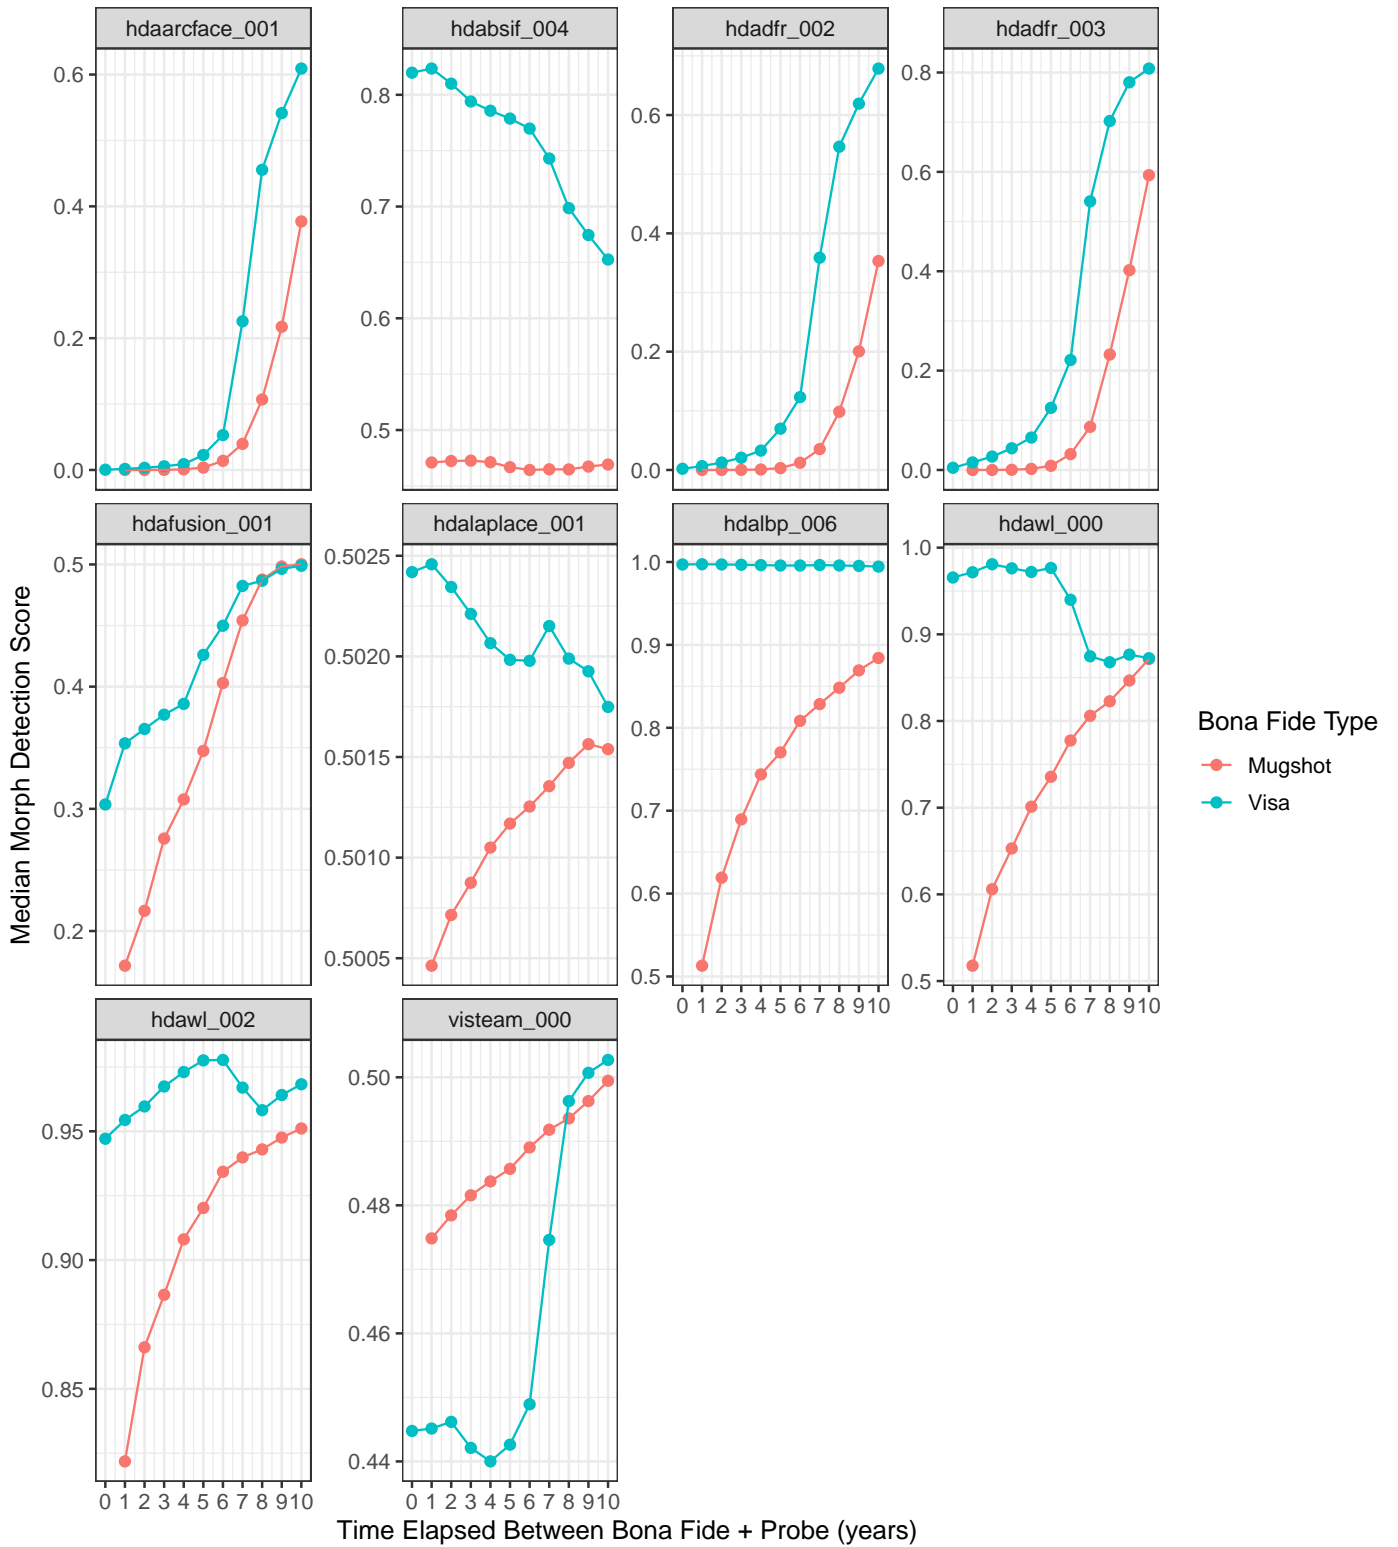 hdaarcface_001 hdabsif_004 hdadfr_002 hdadfr_003
0.6 0.8 0.6 0.8
0.4 0.7 0.4 0.6
0.2 0.6 0.2 0.4
0.0 0.5 0.0 0.2
0.0
hdafusion_001 hdalaplace_001 hdalbp_006 hdawl_000
0.5 0.5025 1.0 1.0
0.4 0.5020 0.9 0.9
0.3 0.5015 0.8 0.8
0.2 0.5010 0.7 0.7
0.5005 0.6 0.6
0.5 0.5
0 1 2 3 4 5 6 7 8 9 10 0 1 2 3 4 5 6 7 8 9 10
hdawl_002 visteam_000
0.95 0.50
0.90 0.48
0.85 0.46
0.44
0 1 2 3 4 5 6 7 8 9 10 0 1 2 3 4 5 6 7 8 9 10
Time Elapsed Between Bona Fide + Probe (years)
Median Morph Detection Score
Bona Fide Type
Mugshot
Visa